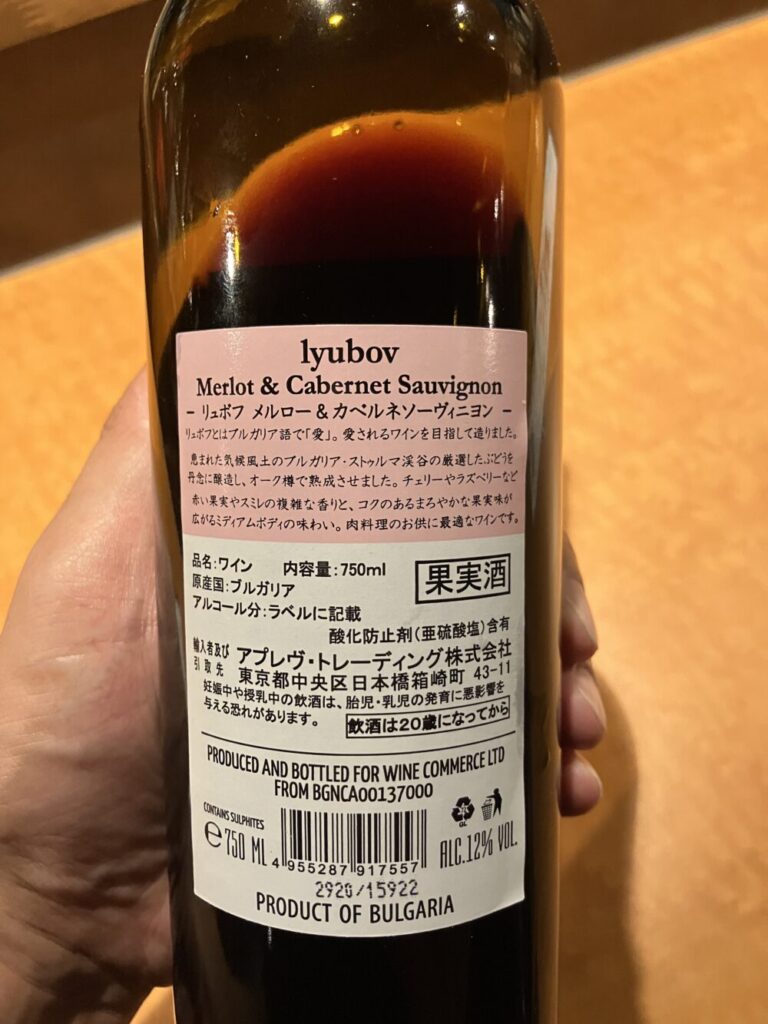 lyubov
Merlot & Cabernet Sauvignon
- リュボフ メルロー＆カベルネソーヴィニヨン -
リュボフとはブルガリア語で「愛」。愛されるワインを目指して造りました。
恵まれた気候風土のブルガリア・ストゥルマ渓谷の厳選したぶどうを
丹念に醸造し、オーク樽で熟成させました。チェリーやラズベリーなど
赤い果実やスミレの複雑な香りと、コクのあるまろやかな果実味が
広がるミディアムボディの味わい。肉料理のお供に最適なワインです。
品名：ワイン 内容量：750ml
原産国：ブルガリア
果実酒
アルコール分：ラベルに記載
酸化防止剤（亜硫酸塩）含有
輸入者及び
引取先
アプレヴ・トレーディング株式会社
東京都中央区日本橋箱崎町 43-11
妊娠中や授乳中の飲酒は、胎児・乳児の発育に悪影響を
与える恐れがあります。 飲酒は20歳になってから
PRODUCED AND BOTTLED FOR WINE COMMERCE LTD
FROM BGNCA00137000
CONTAINS SULPHITES
e 750 ML
4 955287 917557
GL
ALC.12% VOL.
2920/15922
PRODUCT OF BULGARIA